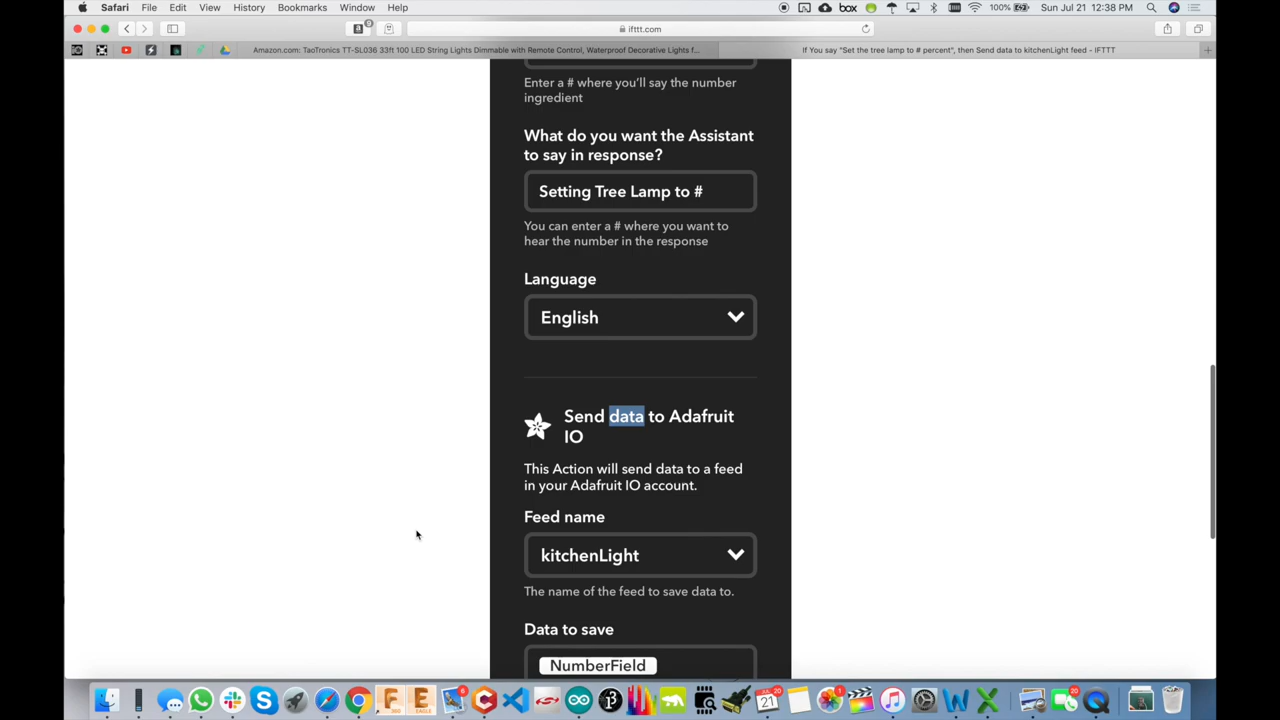 Safari File Edit View History Bookmarks Window Help
box 100% Sun Jul 21 12:38 PM
ifttt.com
Amazon.com: TaoTronics TT-SL036 33ft 100 LED String Lights Dimmable with Remote Control, Waterproof Decorative Lights f...
If You say "Set the tree lamp to # percent", then Send data to kitchenLight feed - IFTTT
Enter a # where you'll say the number
ingredient
What do you want the Assistant
to say in response?
Setting Tree Lamp to #
You can enter a # where you want to
hear the number in the response
Language
English
Send data to Adafruit
IO
This Action will send data to a feed
in your Adafruit IO account.
Feed name
kitchenLight
The name of the feed to save data to.
Data to save
NumberField